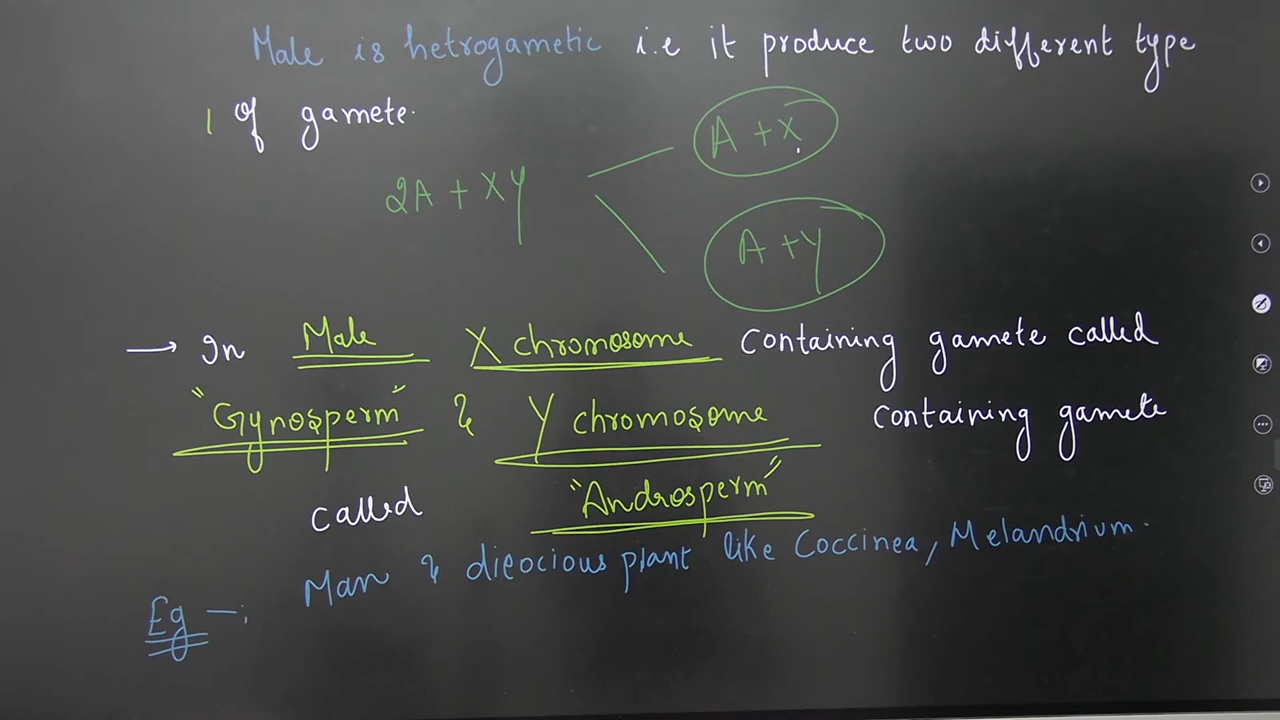 Male is hetrogametic i.e it produce two different type
of gamete.
A + X
2A + XY
A + Y
→ In Male X chromosome Containing gamete called
"Gynosperm" & Y chromosome containing gamete
called "Androsperm"
Eg -: Man & dieocious plant like Coccinea, Melandrium.